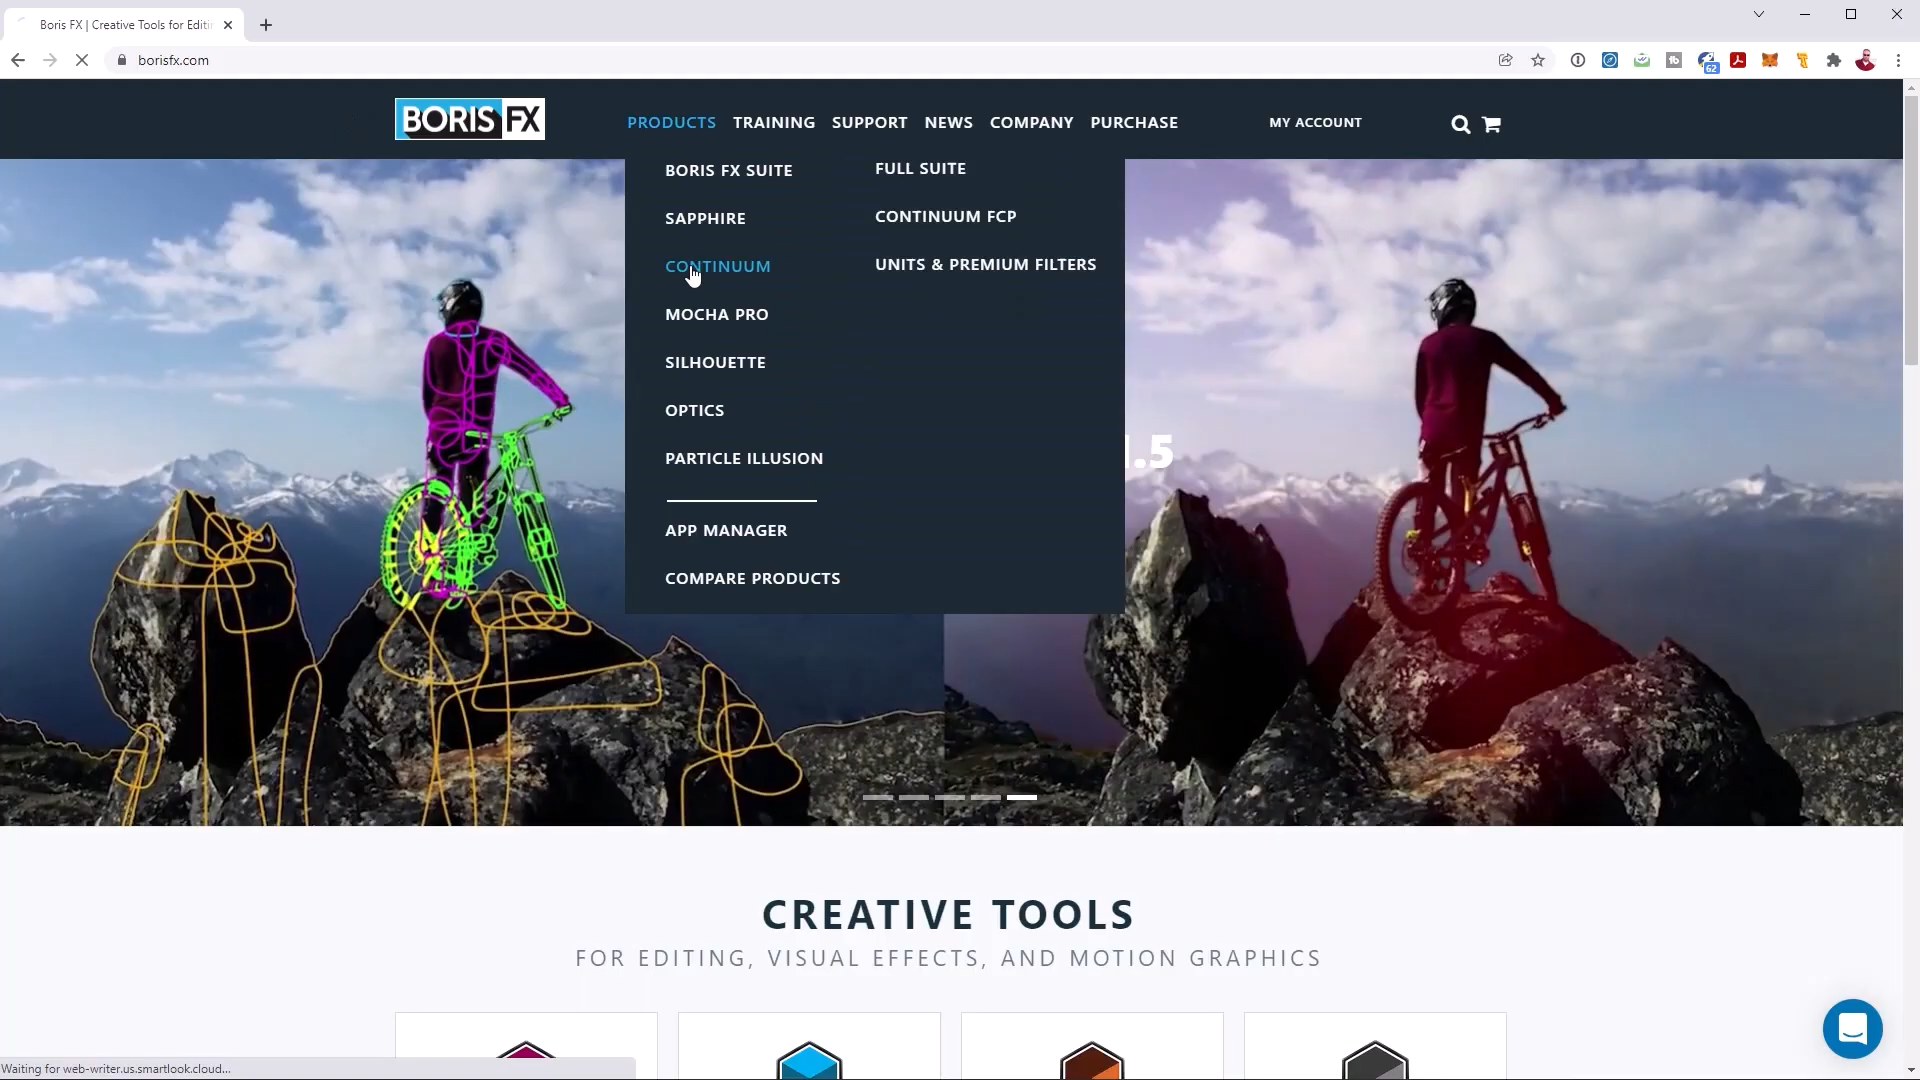 Boris FX | Creative Tools for Editi
borisfx.com
62
BORIS FX
PRODUCTS TRAINING SUPPORT NEWS COMPANY PURCHASE
MY ACCOUNT
BORIS FX SUITE
SAPPHIRE
CONTINUUM
MOCHA PRO
SILHOUETTE
OPTICS
PARTICLE ILLUSION
APP MANAGER
COMPARE PRODUCTS
FULL SUITE
CONTINUUM FCP
UNITS & PREMIUM FILTERS
.5
CREATIVE TOOLS
FOR EDITING, VISUAL EFFECTS, AND MOTION GRAPHICS
Waiting for web-writer.us.smartlook.cloud...